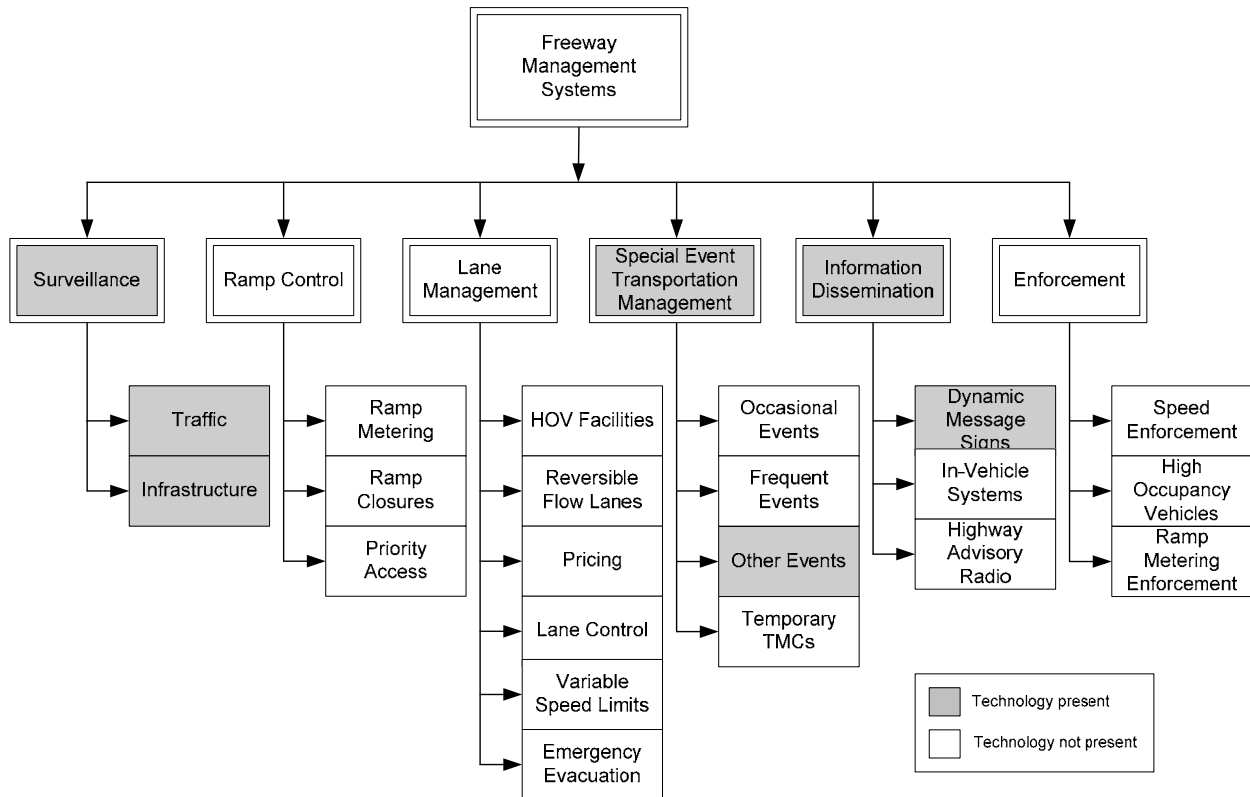 Freeway
Management
Systems
Surveillance
Ramp Control
Lane
Management
Special Event
Transportation
Management
Information
Dissemination
Enforcement
Traffic
Infrastructure
Ramp
Metering
Ramp
Closures
Priority
Access
HOV Facilities
Reversible
Flow Lanes
Pricing
Lane Control
Variable
Speed Limits
Emergency
Evacuation
Occasional
Events
Frequent
Events
Other Events
Temporary
TMCs
Dynamic
Message
Signs
In-Vehicle
Systems
Highway
Advisory
Radio
Speed
Enforcement
High
Occupancy
Vehicles
Ramp
Metering
Enforcement
Technology present
Technology not present